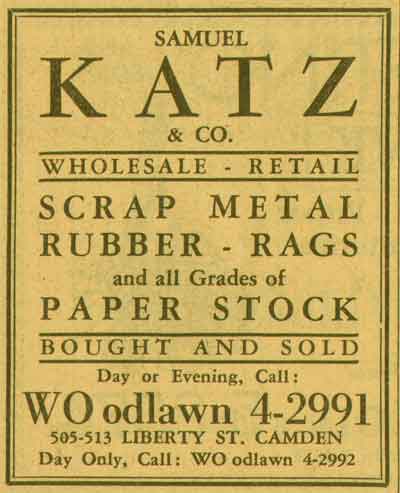 SAMUEL
KATZ
& CO.
WHOLESALE - RETAIL
SCRAP METAL
RUBBER - RAGS
and all Grades of
PAPER STOCK
BOUGHT AND SOLD
Day or Evening, Call:
WO odlawn 4-2991
505-513 LIBERTY ST. CAMDEN
Day Only, Call: WO odlawn 4-2992